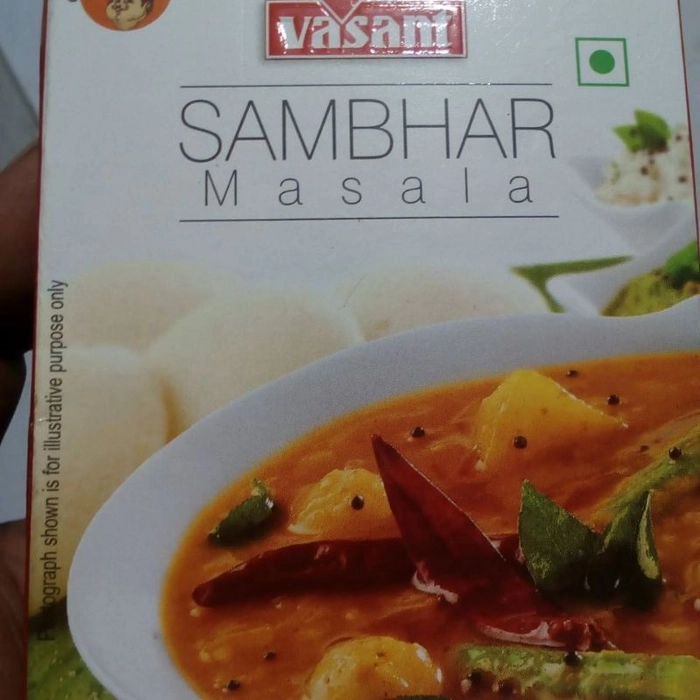 vasant
SAMBHAR
Masala
Photograph shown is for illustrative purpose only